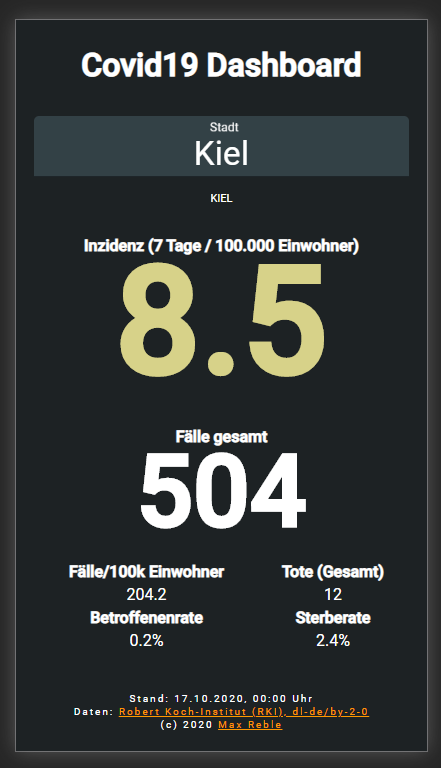 Covid19 Dashboard
Stadt
Kiel
KIEL
Inzidenz (7 Tage / 100.000 Einwohner)
8.5
Fälle gesamt
504
Fälle/100k Einwohner Tote (Gesamt)
204.2 12
Betroffenenrate Sterberate
0.2% 2.4%
Stand: 17.10.2020, 00:00 Uhr
Daten: Robert Koch-Institut (RKI), dl-de/by-2-0
(c) 2020 Max Reble